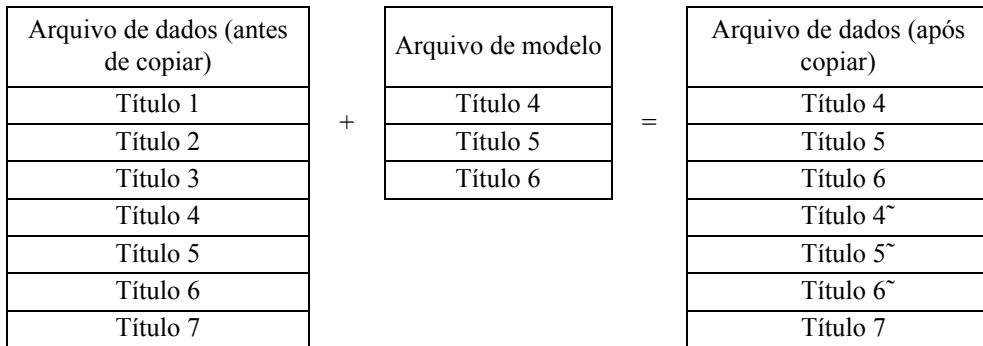 Arquivo de dados (antes
de copiar)
Título 1
Título 2
Título 3
Título 4
Título 5
Título 6
Título 7
+
Arquivo de modelo
Título 4
Título 5
Título 6
=
Arquivo de dados (após
copiar)
Título 4
Título 5
Título 6
Título 4˜
Título 5˜
Título 6˜
Título 7